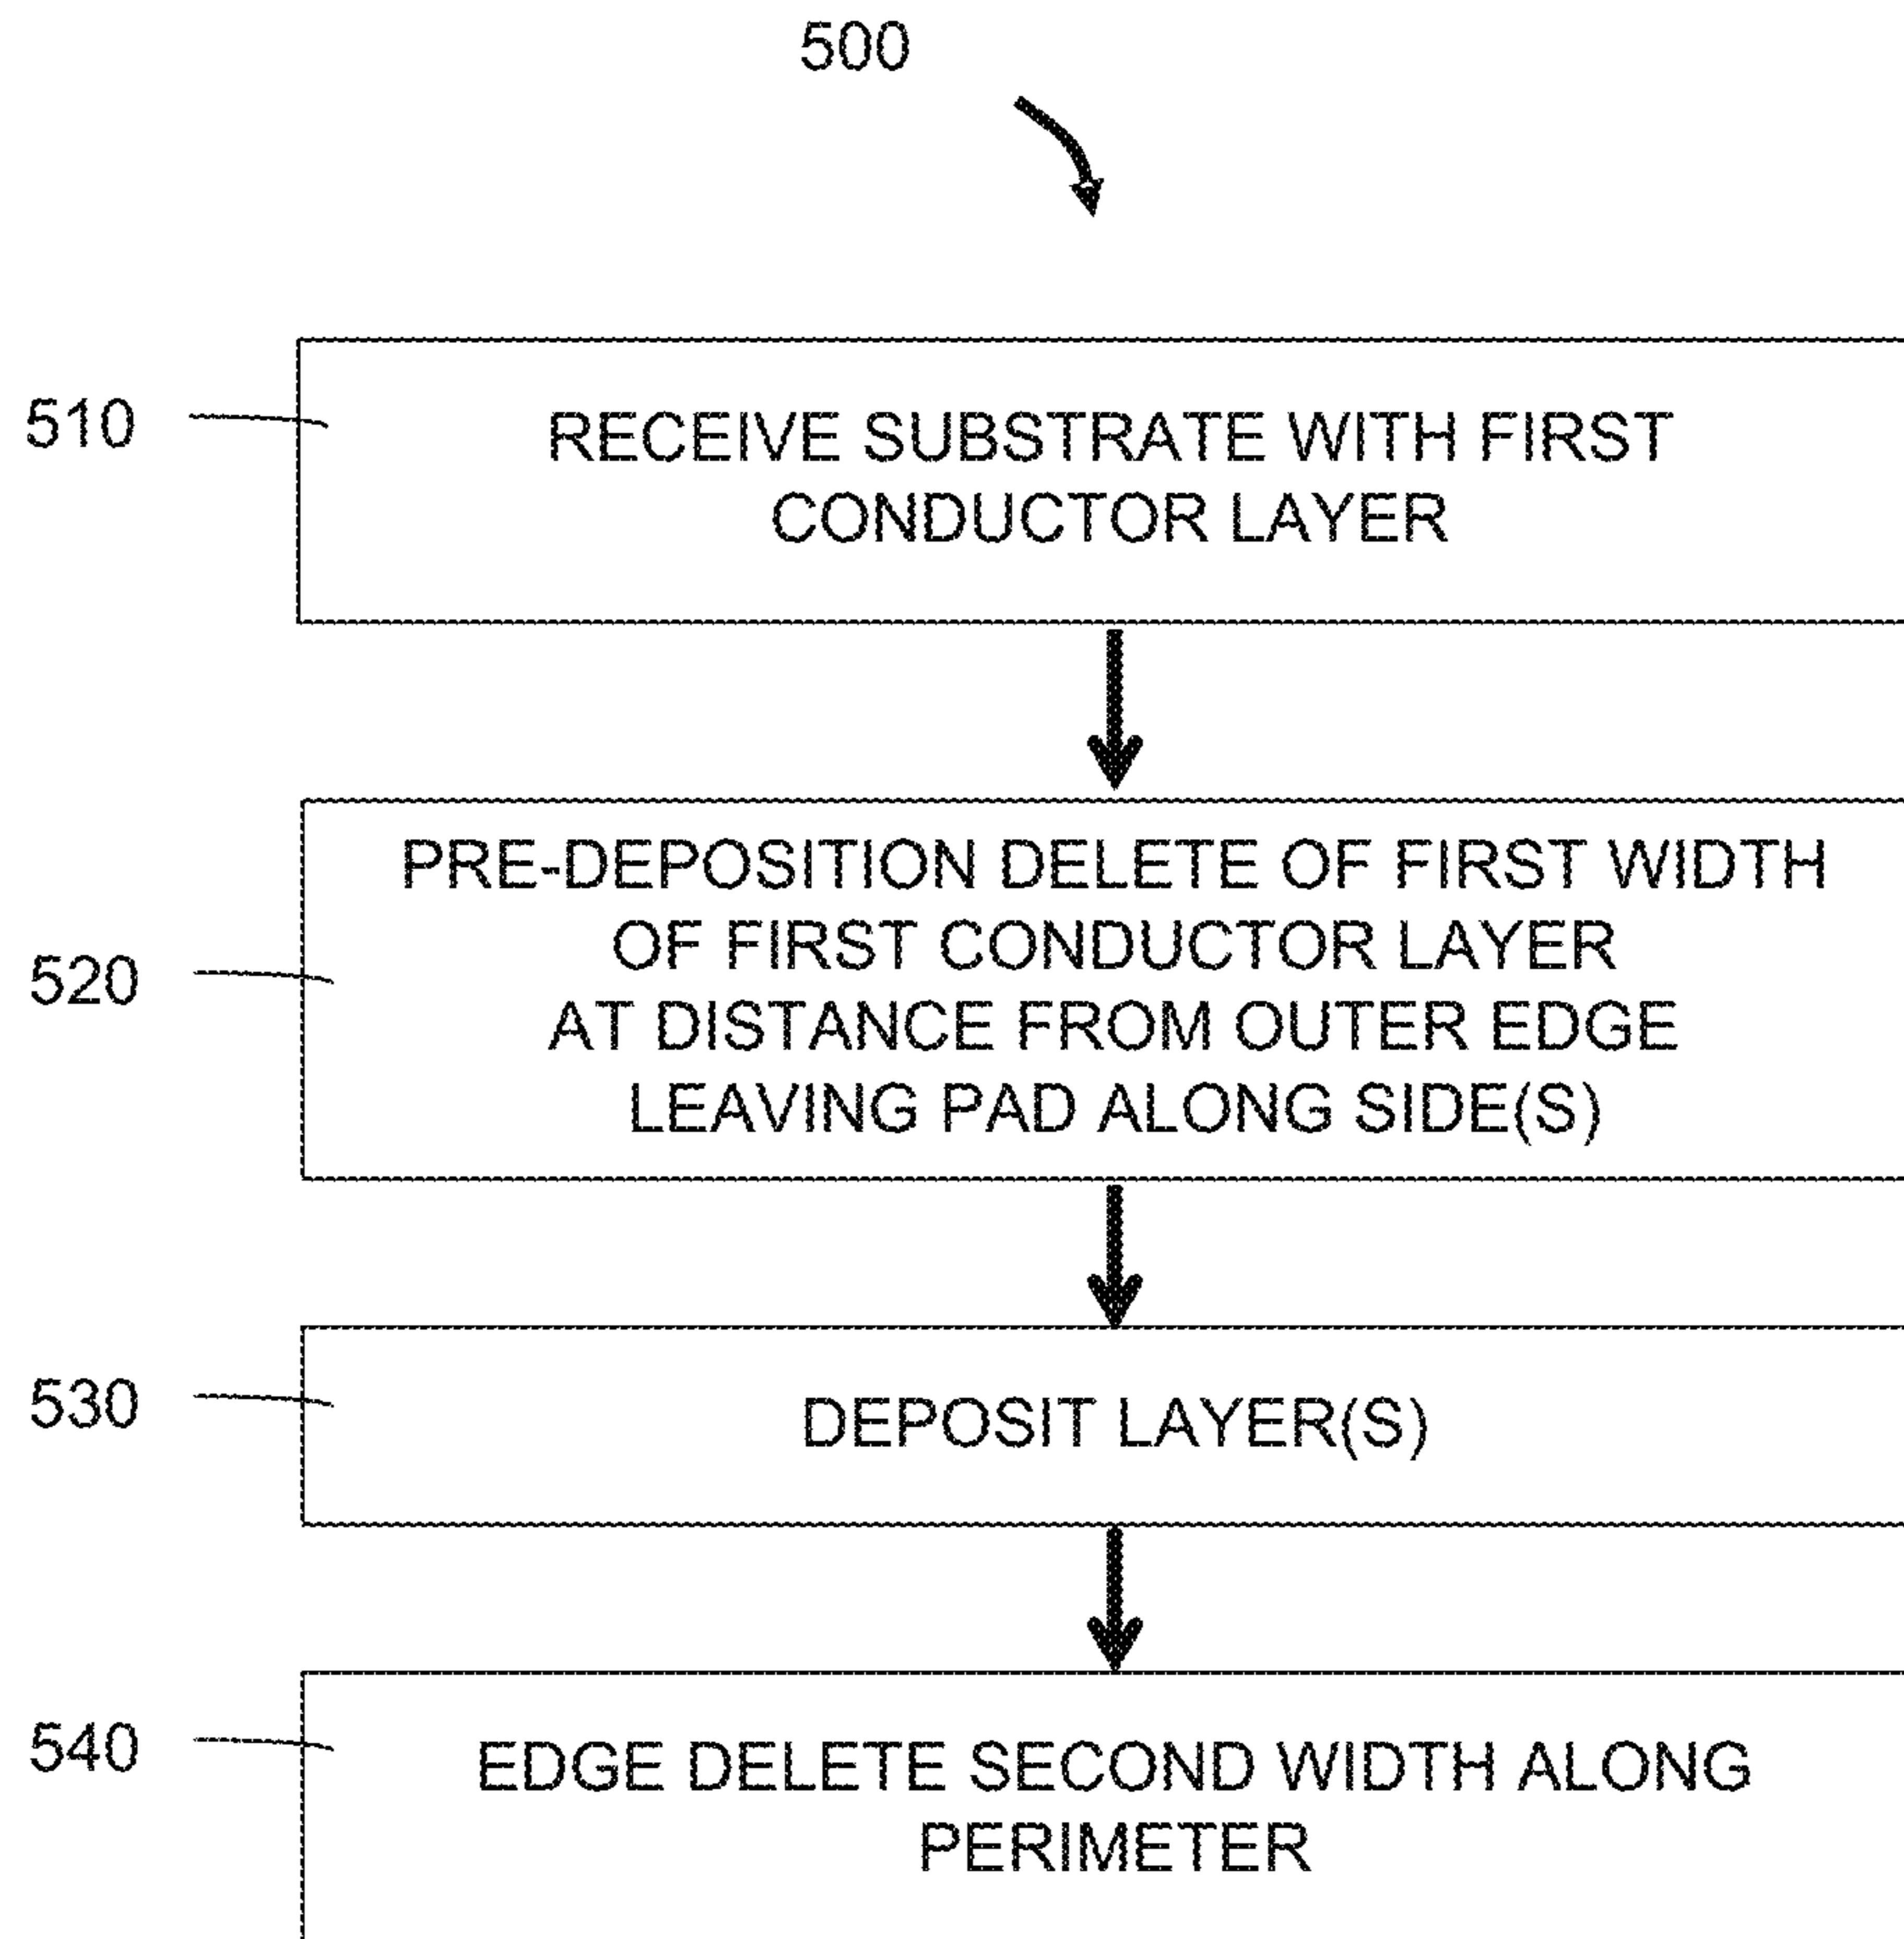 500
510
RECEIVE SUBSTRATE WITH FIRST
CONDUCTOR LAYER
520
PRE-DEPOSITION DELETE OF FIRST WIDTH
OF FIRST CONDUCTOR LAYER
AT DISTANCE FROM OUTER EDGE
LEAVING PAD ALONG SIDE(S)
530
DEPOSIT LAYER(S)
540
EDGE DELETE SECOND WIDTH ALONG
PERIMETER